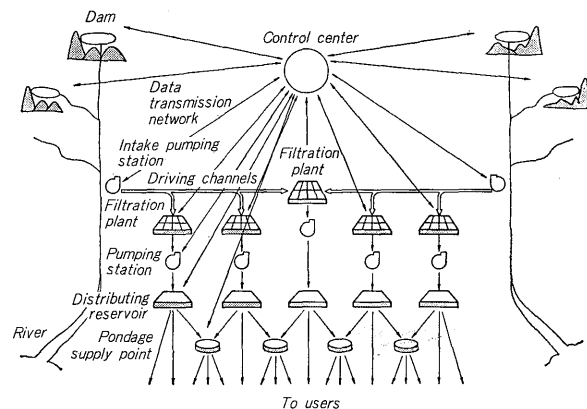 Dam
Control center
Data
transmission
network
Intake pumping
station
Filtration
plant
Driving channels
Filtration
plant
Pumping
station
Distributing
reservoir
River
Pondage
supply point
To users